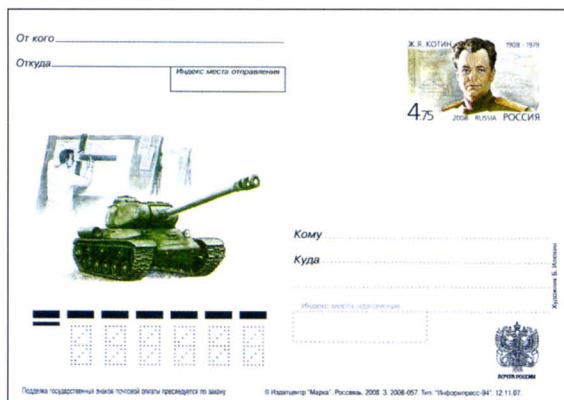 От кого
Откуда
Индекс места отправления
Ж.Я. КОТИН 1908 - 1979
4.75 2008 RUSSIA РОССИЯ
Кому
Куда
Индекс места назначения
Художник Б. Илюхин
ПОЧТА РОССИИ
Подделка государственных знаков почтовой оплаты преследуется по закону
© Издатцентр "Марка". Россвязь. 2008. З. 2008-057. Тип. "Информпресс-94". 12.11.07.